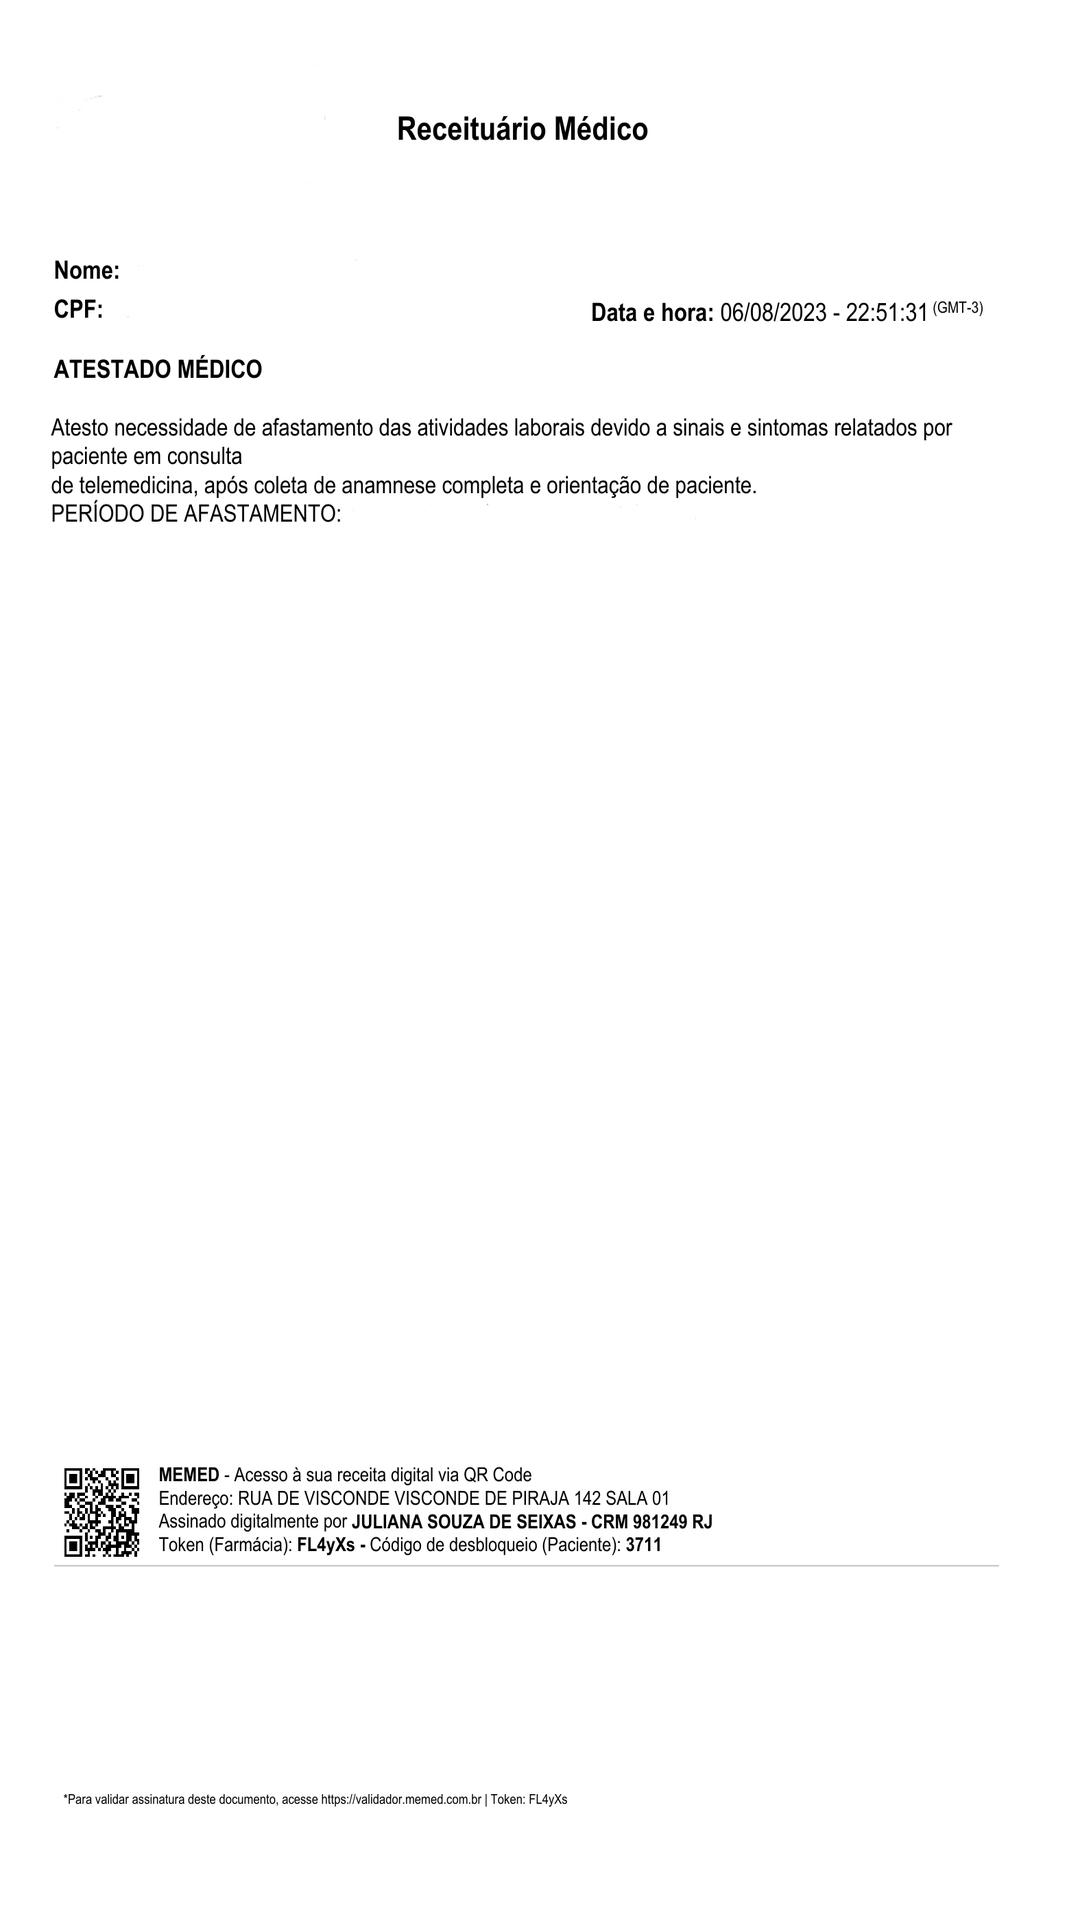 Receituário Médico
Nome:
CPF:
Data e hora: 06/08/2023 - 22:51:31 (GMT-3)
ATESTADO MÉDICO
Atesto necessidade de afastamento das atividades laborais devido a sinais e sintomas relatados por
paciente em consulta
de telemedicina, após coleta de anamnese completa e orientação de paciente.
PERÍODO DE AFASTAMENTO:
MEMED - Acesso à sua receita digital via QR Code
Endereço: RUA DE VISCONDE VISCONDE DE PIRAJA 142 SALA 01
Assinado digitalmente por JULIANA SOUZA DE SEIXAS - CRM 981249 RJ
Token (Farmácia): FL4yXs - Código de desbloqueio (Paciente): 3711
*Para validar assinatura deste documento, acesse https://validador.memed.com.br | Token: FL4yXs